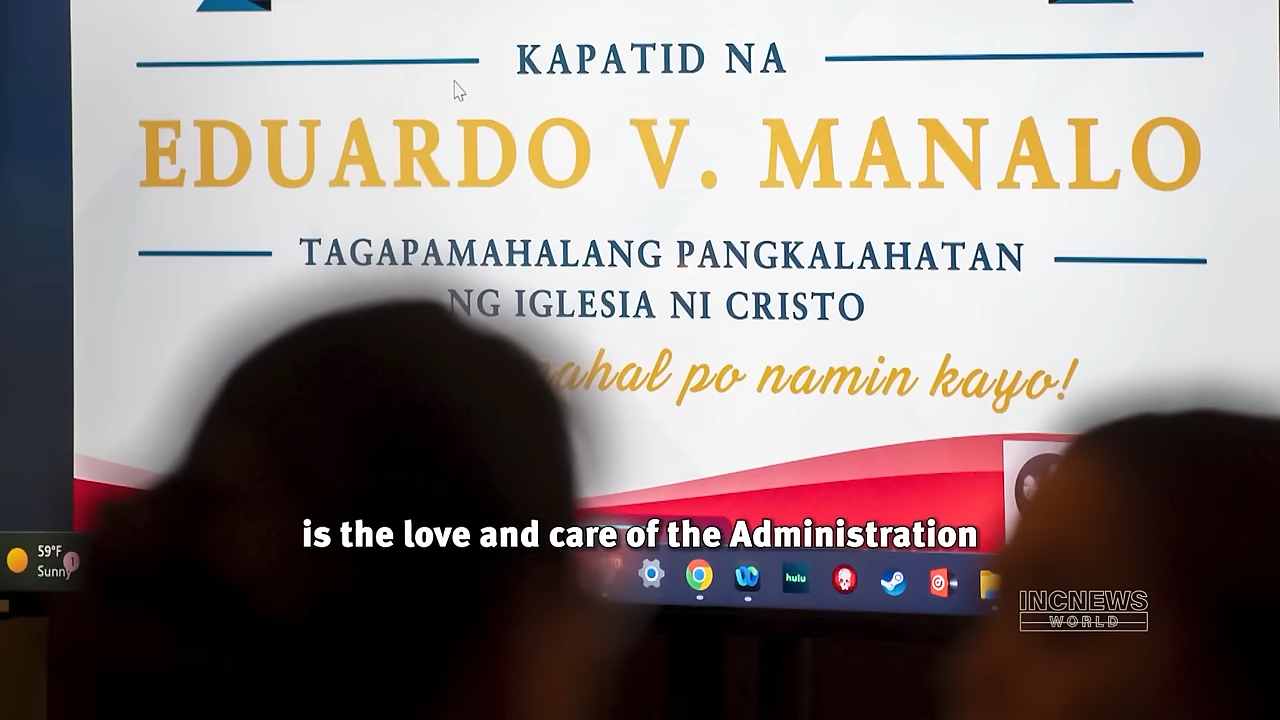 KAPATID NA
EDUARDO V. MANALO
TAGAPAMAHALANG PANGKALAHATAN
NG IGLESIA NI CRISTO
po namin kayo!
is the love and care of the Administration
59°F
Sunny
1
hulu
INCNEWS
WORLD